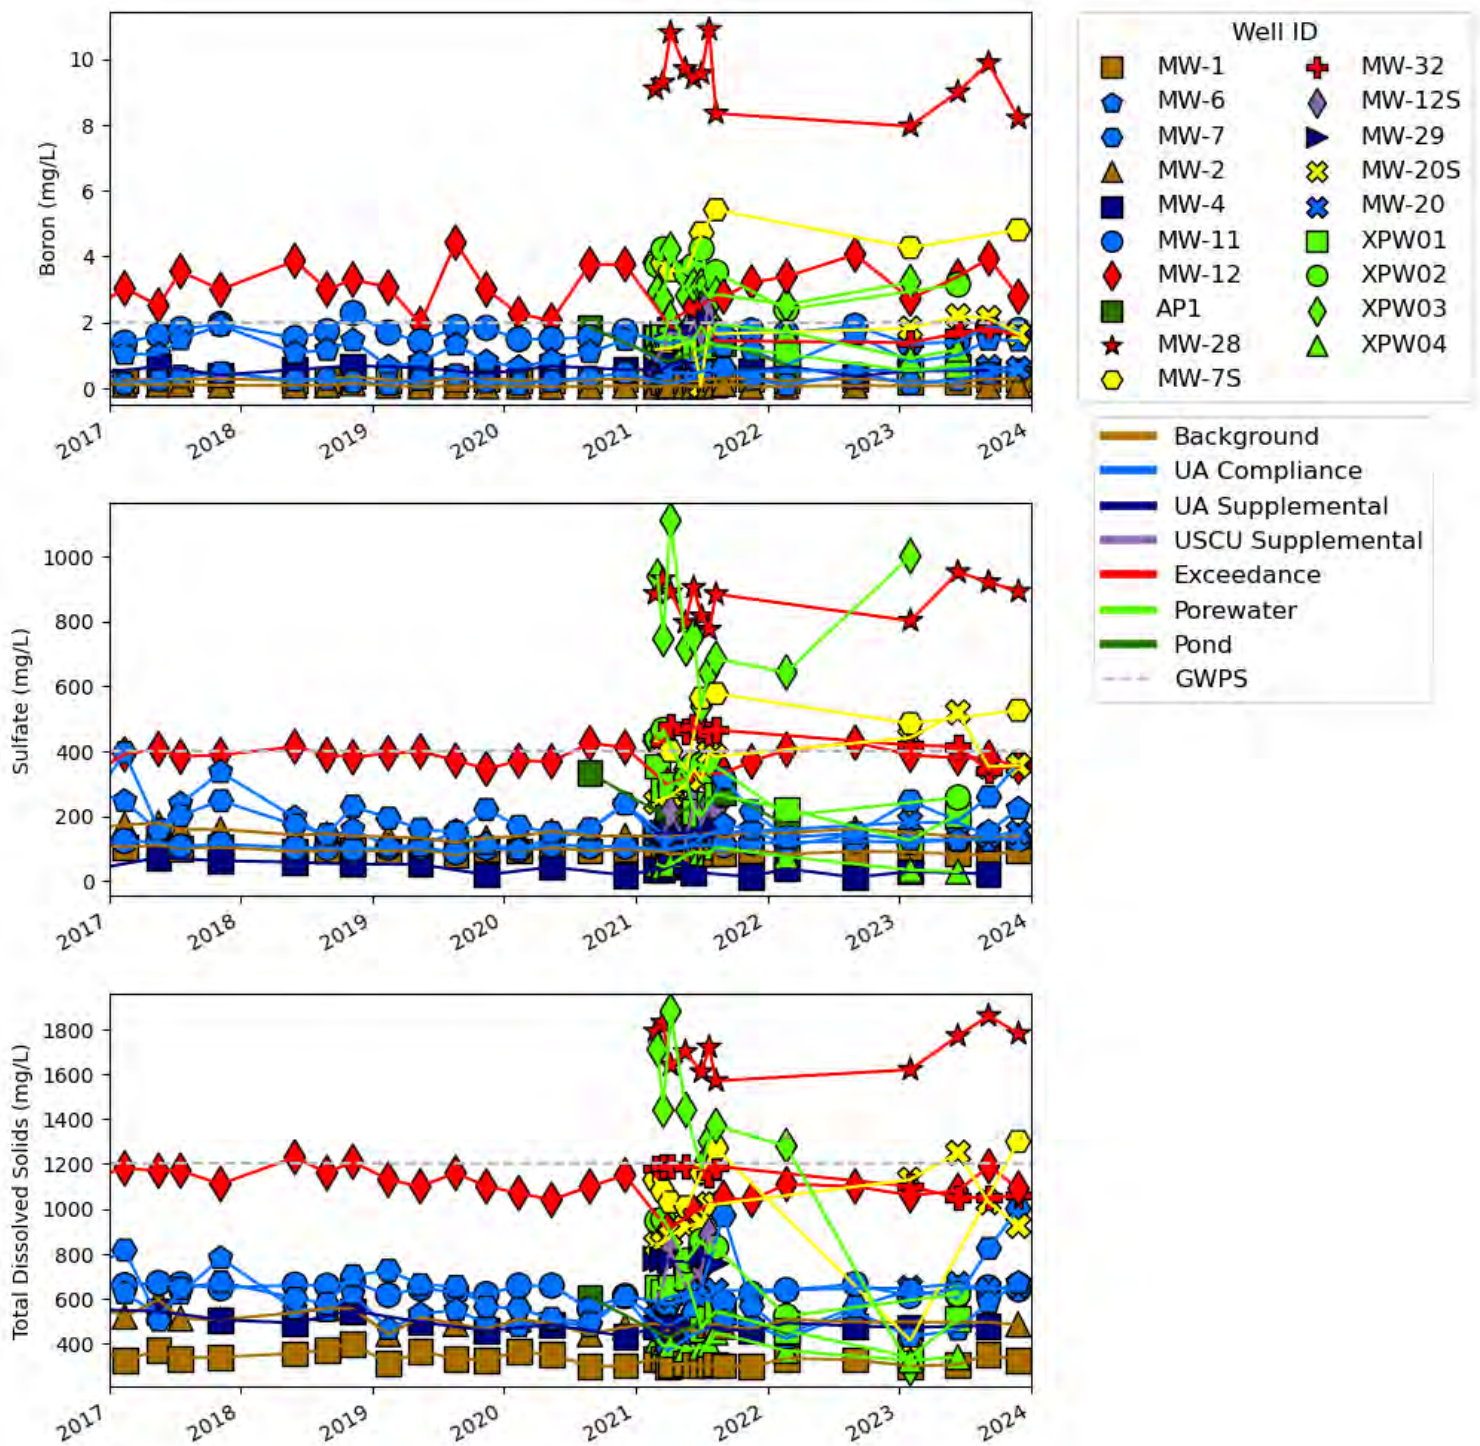 Boron (mg/L)
10
8
6
4
2
0
2017 2018 2019 2020 2021 2022 2023 2024
Well ID
MW-1
MW-6
MW-7
MW-2
MW-4
MW-11
MW-12
AP1
MW-28
MW-7S
MW-32
MW-12S
MW-29
MW-20S
MW-20
XPW01
XPW02
XPW03
XPW04
Background
UA Compliance
UA Supplemental
USCU Supplemental
Exceedance
Porewater
Pond
GWPS
Sulfate (mg/L)
1000
800
600
400
200
0
2017 2018 2019 2020 2021 2022 2023 2024
Total Dissolved Solids (mg/L)
1800
1600
1400
1200
1000
800
600
400
2017 2018 2019 2020 2021 2022 2023 2024